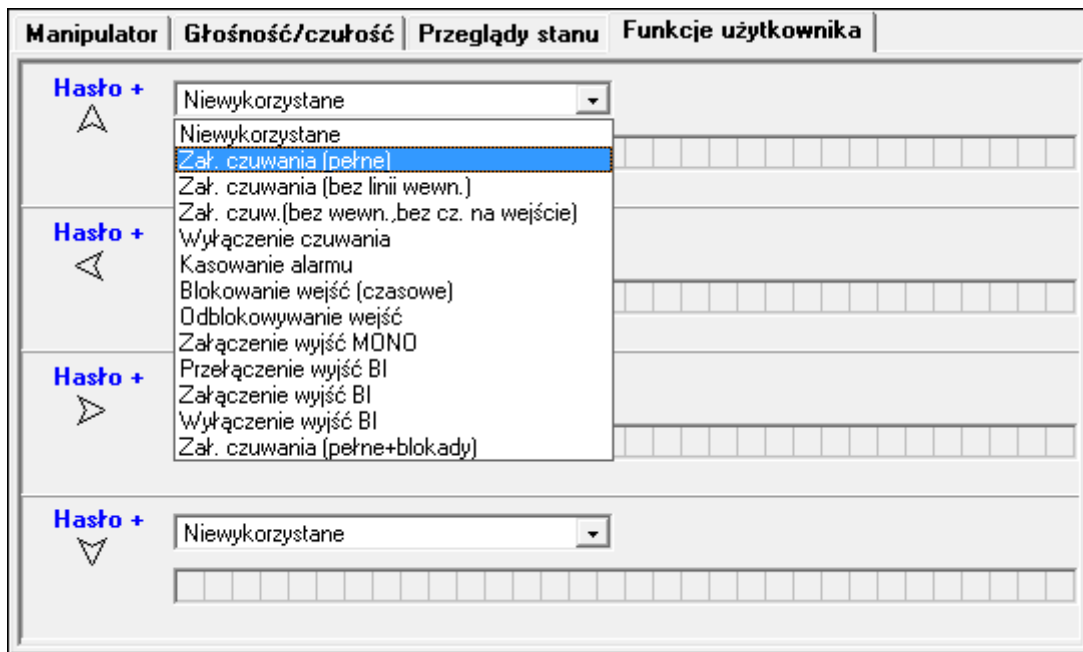 Manipulator Głośność/czułość Przeglądy stanu Funkcje użytkownika
Hasło +
Niewykorzystane
Niewykorzystane
Zał. czuwania (pełne)
Zał. czuwania (bez linii wewn.)
Zał. czuw.(bez wewn.,bez cz. na wejście)
Hasło +
Wyłączenie czuwania
Kasowanie alarmu
Blokowanie wejść (czasowe)
Odblokowywanie wejść
Załączenie wyjść MONO
Przełączenie wyjść BI
Hasło +
Załączenie wyjść BI
Wyłączenie wyjść BI
Zał. czuwania (pełne+blokady)
Hasło +
Niewykorzystane